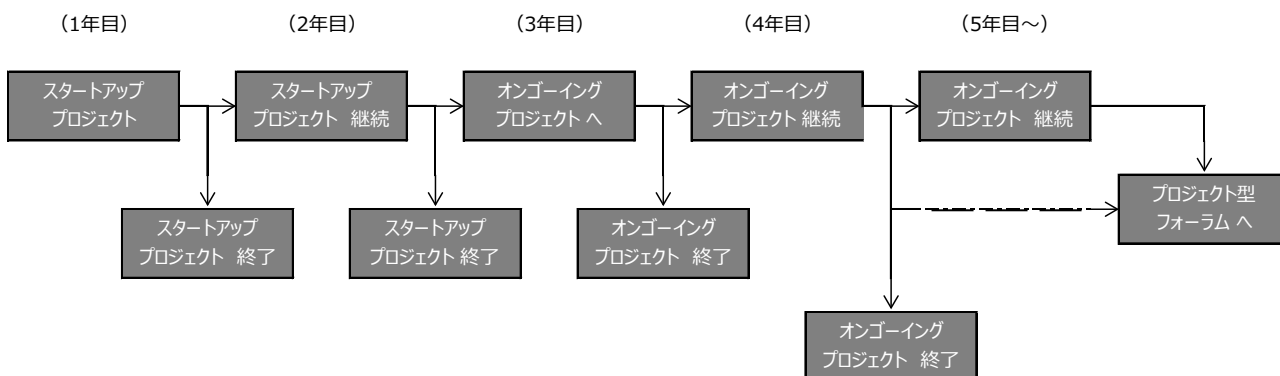 （1年目）
（2年目）
（3年目）
（4年目）
（5年目～）
スタートアップ
プロジェクト
スタートアップ
プロジェクト　継続
オンゴーイング
プロジェクト へ
オンゴーイング
プロジェクト 継続
オンゴーイング
プロジェクト 継続
スタートアップ
プロジェクト　終了
スタートアップ
プロジェクト 終了
オンゴーイング
プロジェクト　終了
プロジェクト型
フォーラム へ
オンゴーイング
プロジェクト　終了